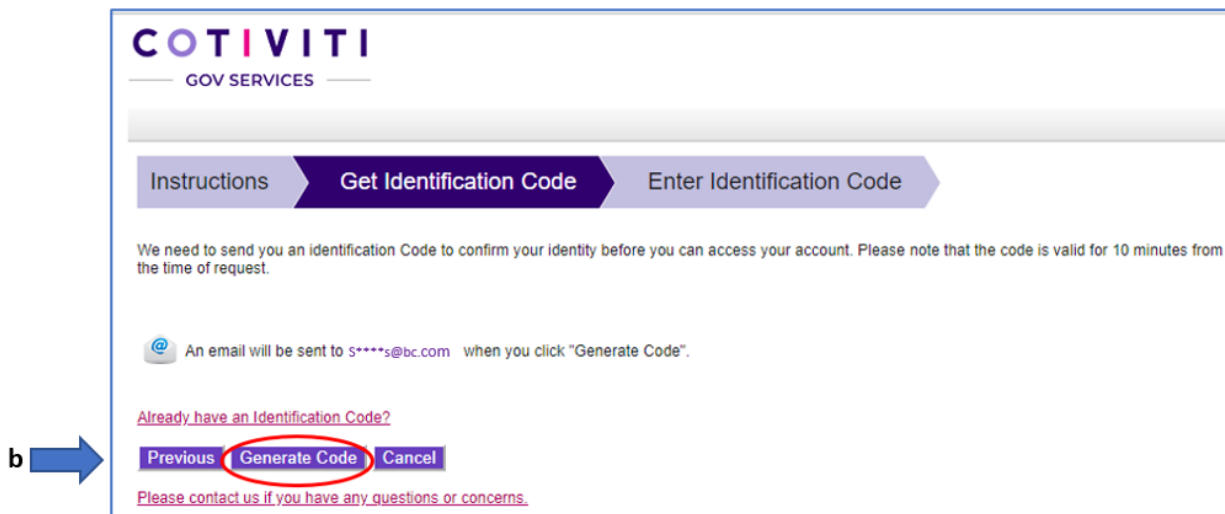 COTIVITI
GOV SERVICES
Instructions Get Identification Code Enter Identification Code
We need to send you an identification Code to confirm your identity before you can access your account. Please note that the code is valid for 10 minutes from
the time of request.
@ An email will be sent to s****s@bc.com when you click "Generate Code".
Already have an Identification Code?
b Previous Generate Code Cancel
Please contact us if you have any questions or concerns.